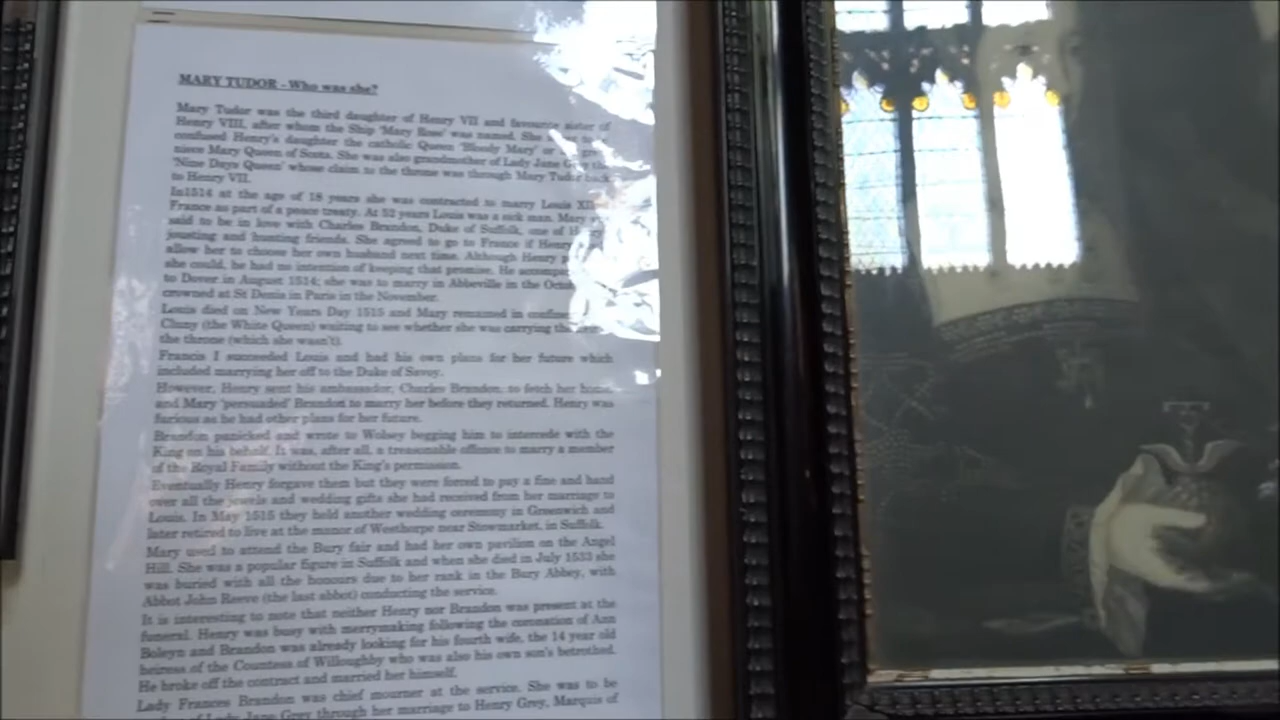 MARY TUDOR - Who was she?
Mary Tudor was the third daughter of Henry VII and favourite sister of
Henry VIII, after whom the Ship 'Mary Rose' was named. She
confused Henry's daughter the catholic Queen 'Bloody Mary' or
niece Mary Queen of Scots. She was also grandmother of Lady Jane
'Nine Days Queen' whose claim to the throne was through Mary Tudor back
to Henry VII.
In1514 at the age of 18 years she was contracted to marry Louis XII
France as part of a peace treaty. At 52 years Louis was a sick man. Mary
said to be in love with Charles Brandon, Duke of Suffolk, one of
jousting and hunting friends. She agreed to go to France if Henry
allow her to choose her own husband next time. Although Henry
she could, he had no intention of keeping that promise. He
to Dover in August 1514; she was to marry in Abbeville in the
crowned at St Denis in Paris in the November.
Louis died on New Years Day 1515 and Mary remained in
Cluny (the White Queen) waiting to see whether she was carrying the
the throne (which she wasn't).
Francis I succeeded Louis and had his own plans for her future which
included marrying her off to the Duke of Savoy.
However, Henry sent his ambassador, Charles Brandon, to fetch her home
and Mary 'persuaded' Brandon to marry her before they returned. Henry was
furious as he had other plans for her future.
Brandon panicked and wrote to Wolsey begging him to intercede with the
King on his behalf. It was, after all, a treasonable offence to marry a member
of the Royal Family without the King's permission.
Eventually Henry forgave them but they were forced to pay a fine and hand
over all the jewels and wedding gifts she had received from her marriage to
Louis. In May 1515 they held another wedding ceremony in Greenwich and
later retired to live at the manor of Westhorpe near Stowmarket, in Suffolk.
Mary used to attend the Bury fair and had her own pavilion on the Angel
Hill. She was a popular figure in Suffolk and when she died in July 1533 she
was buried with all the honours due to her rank in the Bury Abbey, with
Abbot John Reeve (the last abbot) conducting the service.
It is interesting to note that neither Henry nor Brandon was present at the
funeral. Henry was busy with merrymaking following the coronation of Ann
Boleyn and Brandon was already looking for his fourth wife, the 14 year old
heiress of the Countess of Willoughby who was also his own son's betrothed.
He broke off the contract and married her himself.
Lady Frances Brandon was chief mourner at the service. She was to be
of Lady Jane Grey through her marriage to Henry Grey, Marquis of